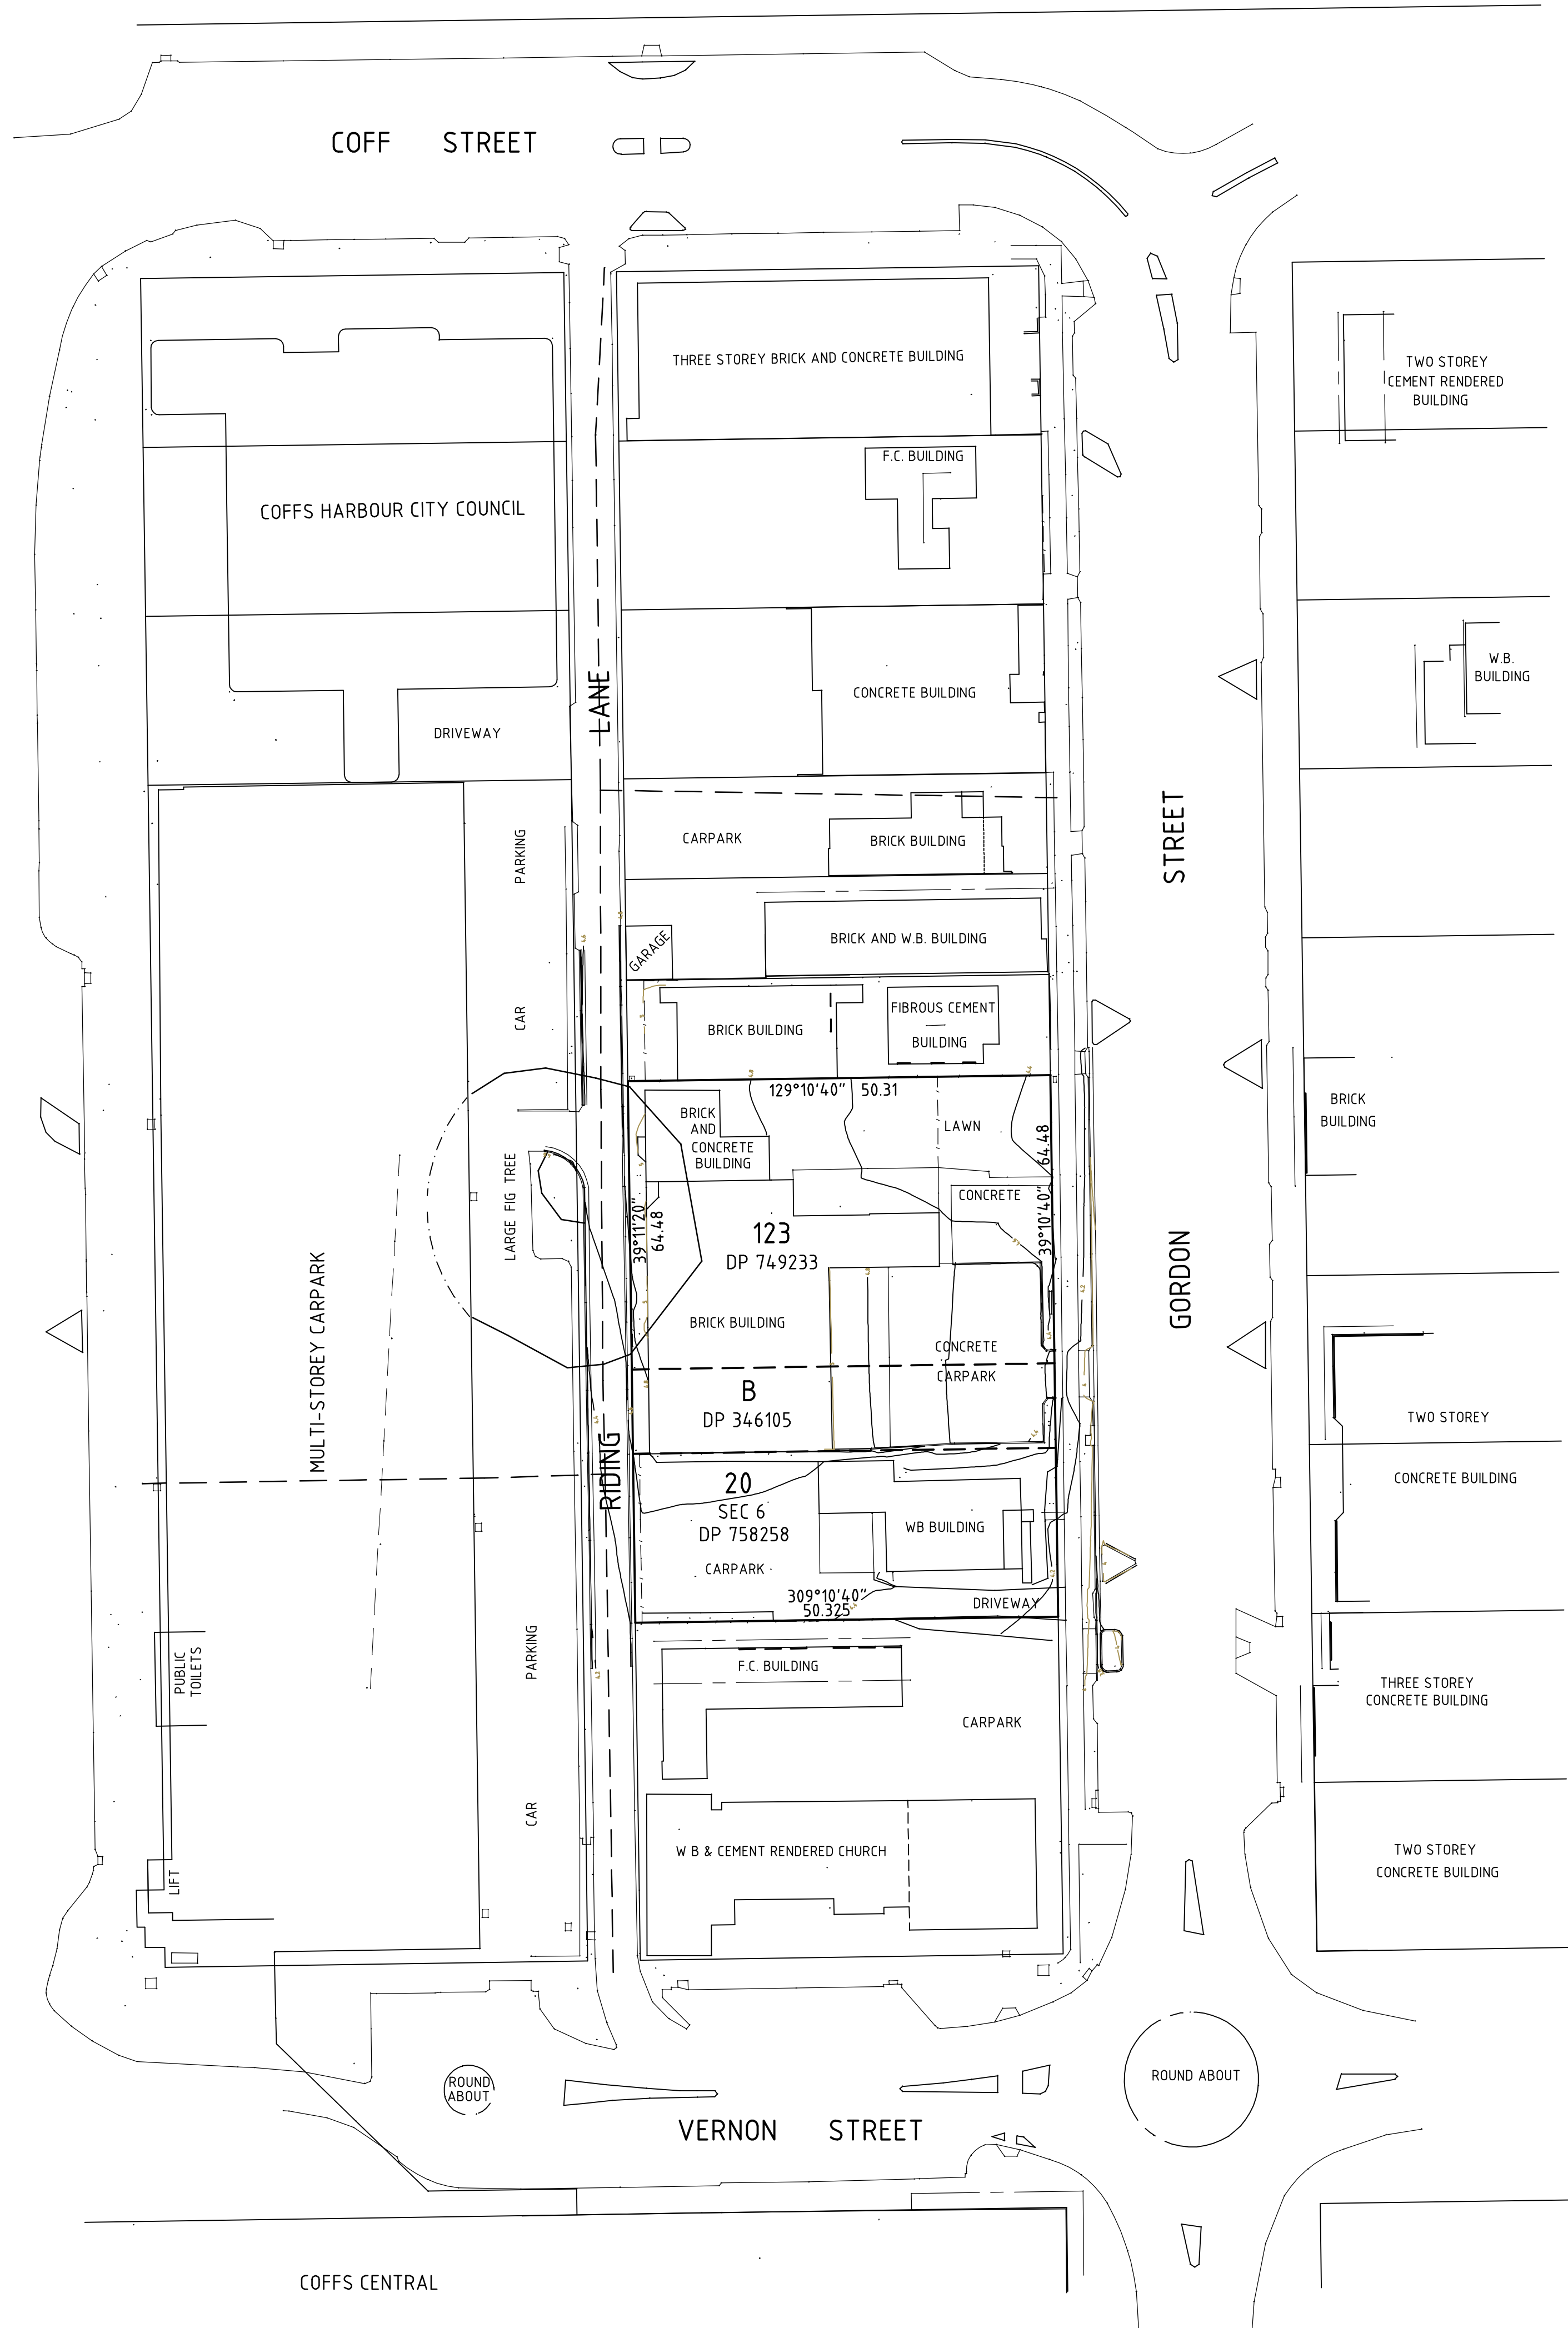 COFF STREET
THREE STOREY BRICK AND CONCRETE BUILDING
TWO STOREY
CEMENT RENDERED
BUILDING
F.C. BUILDING
COFFS HARBOUR CITY COUNCIL
W.B.
BUILDING
LANE
CONCRETE BUILDING
DRIVEWAY
STREET
PARKING
CARPARK
BRICK BUILDING
GARAGE
BRICK AND W.B. BUILDING
CAR
BRICK BUILDING
FIBROUS CEMENT
BUILDING
129°10'40" 50.31
BRICK
AND
CONCRETE
BUILDING
LAWN
BRICK
BUILDING
39°10'40" 64.48
LARGE FIG TREE
39°11'20"
64.48
CONCRETE
123
DP 749233
GORDON
MULTI-STOREY CARPARK
BRICK BUILDING
CONCRETE
CARPARK
B
DP 346105
TWO STOREY
CONCRETE BUILDING
RIDING
20
SEC 6
DP 758258
WB BUILDING
CARPARK
309°10'40"
50.325
DRIVEWAY
PUBLIC
TOILETS
PARKING
F.C. BUILDING
THREE STOREY
CONCRETE BUILDING
CARPARK
CAR
W B & CEMENT RENDERED CHURCH
TWO STOREY
CONCRETE BUILDING
LIFT
ROUND
ABOUT
ROUND ABOUT
VERNON STREET
COFFS CENTRAL